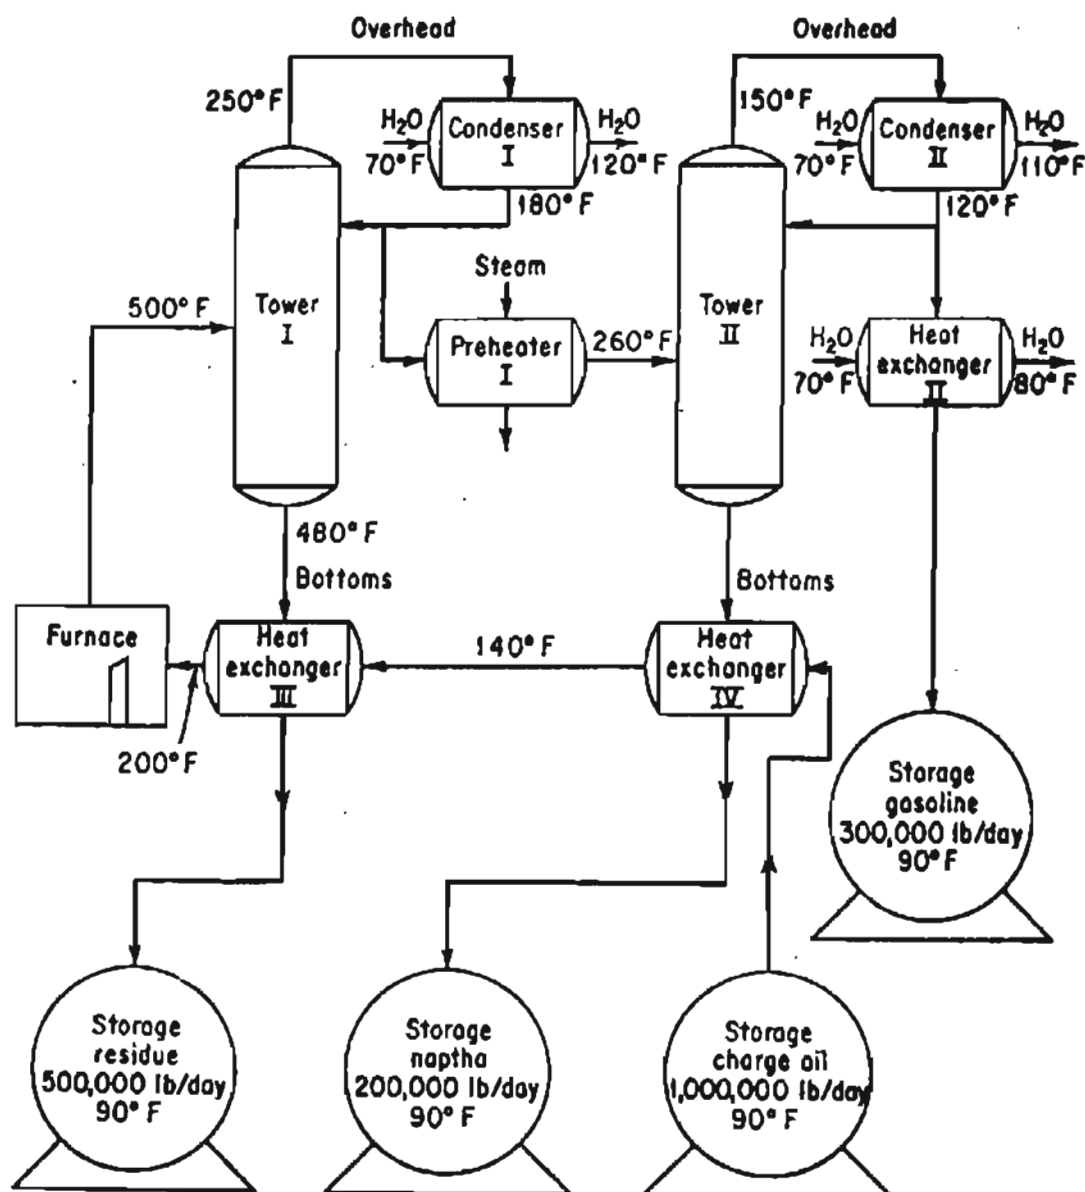 Overhead
Overhead
250°F
H₂O
70°F
Condenser
I
H₂O
120°F
180°F
150°F
H₂O
70°F
Condenser
II
H₂O
110°F
120°F
Steam
500°F
Tower
I
Preheater
I
260°F
Tower
II
H₂O
70°F
Heat
exchanger
II
H₂O
80°F
480°F
Bottoms
Bottoms
Furnace
Heat
exchanger
III
140°F
Heat
exchanger
IV
200°F
Storage
gasoline
300,000 lb/day
90°F
Storage
residue
500,000 lb/day
90°F
Storage
naptha
200,000 lb/day
90°F
Storage
charge oil
1,000,000 lb/day
90°F